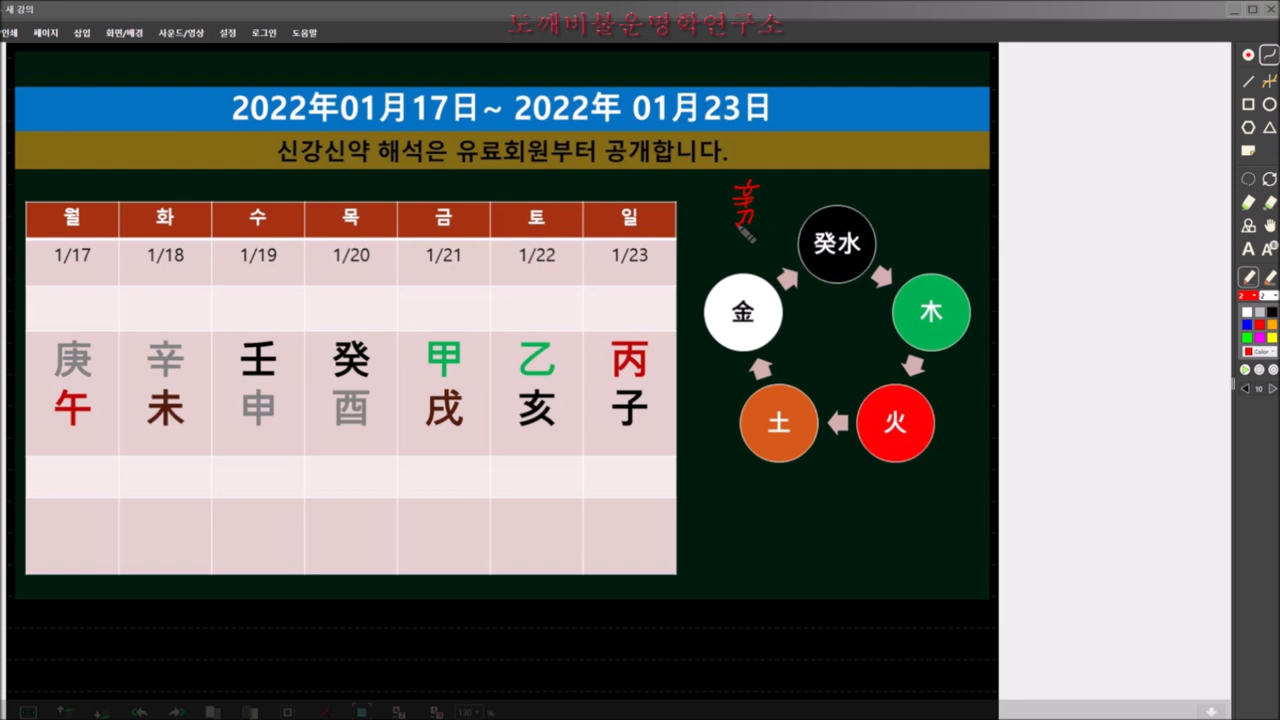 새 강의
도깨비불운명학연구소
인쇄 페이지 삽입 화면/배경 사운드/영상 설정 로그인 도움말
2022年01月17日~ 2022年 01月23日
신강신약 해석은 유료회원부터 공개합니다.
월 화 수 목 금 토 일
1/17 1/18 1/19 1/20 1/21 1/22 1/23
庚 辛 壬 癸 甲 乙 丙
午 未 申 酉 戌 亥 子
癸水
金
木
土
火
A A
2 2
Color
10
130 %